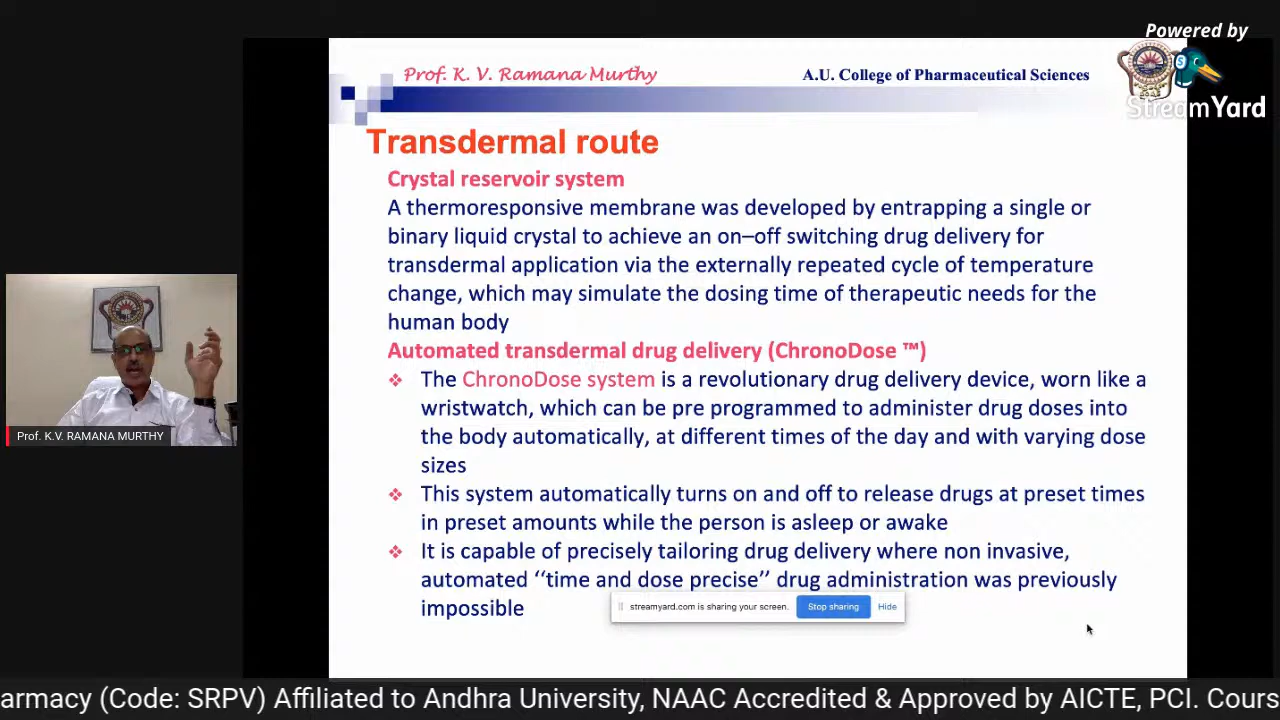 Powered by
StreamYard
Prof. K. V. Ramana Murthy
A.U. College of Pharmaceutical Sciences
Transdermal route
Crystal reservoir system
A thermoresponsive membrane was developed by entrapping a single or
binary liquid crystal to achieve an on–off switching drug delivery for
transdermal application via the externally repeated cycle of temperature
change, which may simulate the dosing time of therapeutic needs for the
human body
Automated transdermal drug delivery (ChronoDose ™)
❖ The ChronoDose system is a revolutionary drug delivery device, worn like a
wristwatch, which can be pre programmed to administer drug doses into
the body automatically, at different times of the day and with varying dose
sizes
❖ This system automatically turns on and off to release drugs at preset times
in preset amounts while the person is asleep or awake
❖ It is capable of precisely tailoring drug delivery where non invasive,
automated ‘‘time and dose precise’’ drug administration was previously
impossible
streamyard.com is sharing your screen. Stop sharing Hide
Prof. K.V. RAMANA MURTHY
armacy (Code: SRPV) Affiliated to Andhra University, NAAC Accredited & Approved by AICTE, PCI. Cours